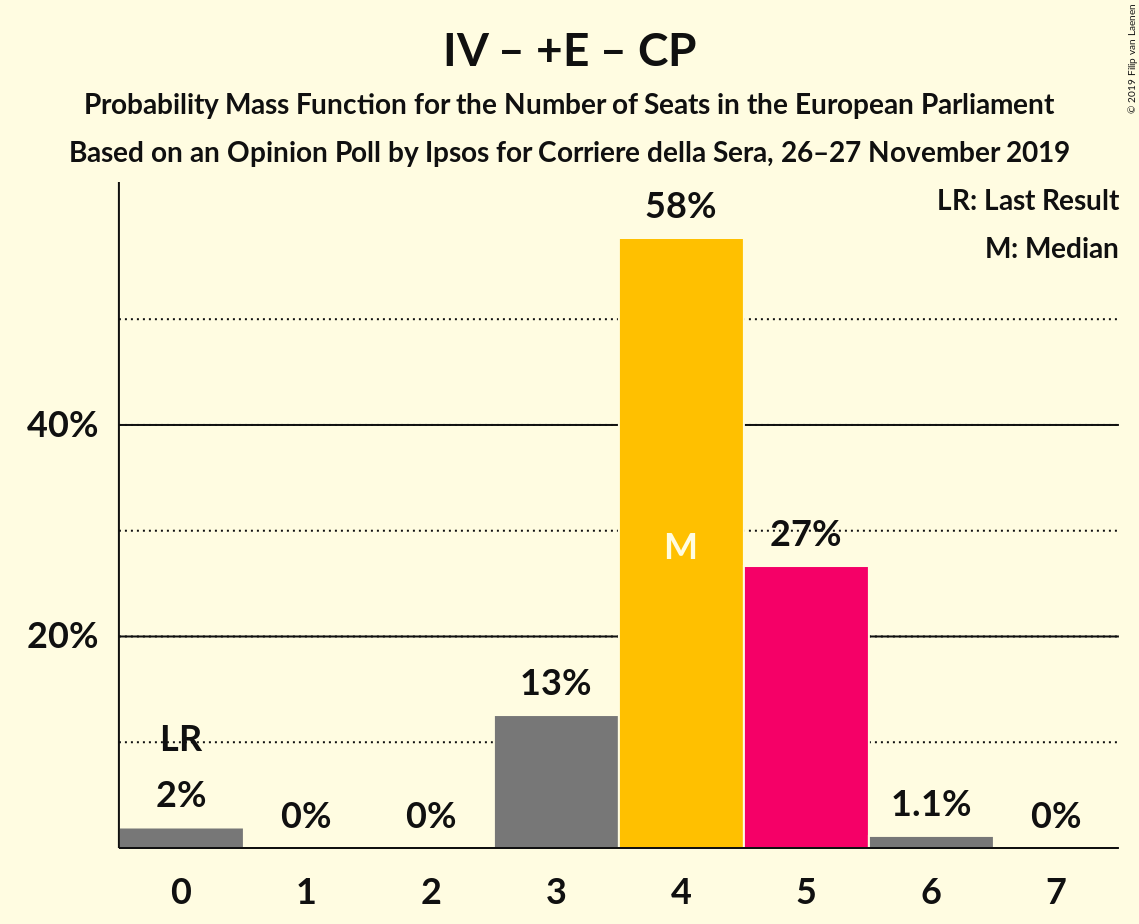 IV – +E – CP
Probability Mass Function for the Number of Seats in the European Parliament
Based on an Opinion Poll by Ipsos for Corriere della Sera, 26–27 November 2019
© 2019 Filip van Laenen
LR: Last Result
M: Median
58%
40%
M
27%
20%
13%
LR
2%
0%
0%
1.1%
0%
0 1 2 3 4 5 6 7